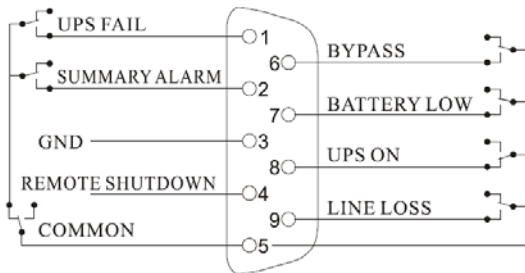 UPS FAIL 1
6 BYPASS
SUMMARY ALARM 2
7 BATTERY LOW
GND 3
8 UPS ON
REMOTE SHUTDOWN 4
9 LINE LOSS
COMMON 5